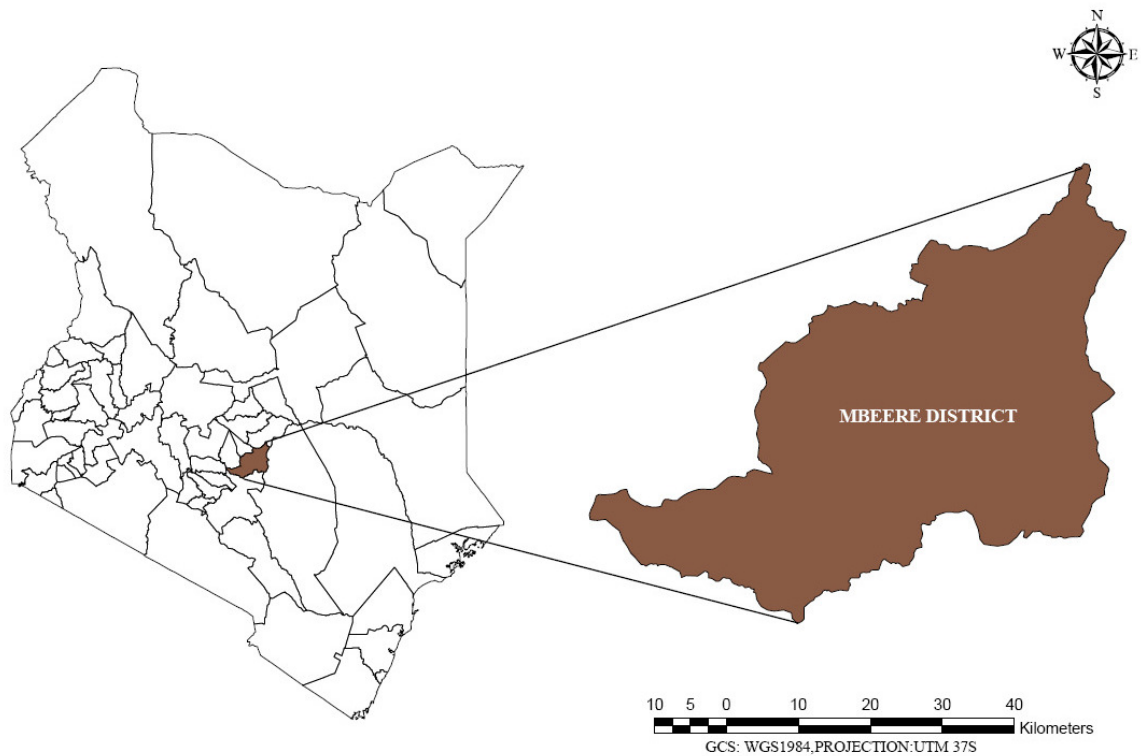 N
W E
S
MBEERE DISTRICT
10 5 0 10 20 30 40
Kilometers
GCS: WGS1984,PROJECTION:UTM 37S